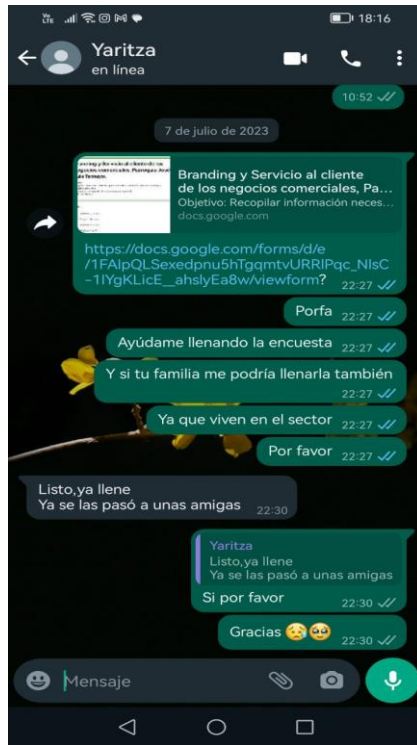 18:16
Yaritza
en línea
10:52
7 de julio de 2023
Branding y Servicio al cliente
de los negocios comerciales, Pa...
Objetivo: Recopilar información neces...
docs.google.com
https://docs.google.com/forms/d/e
/1FAIpQLSexedpnu5hTgqmtvURRlPqc_NlsC
-1lYgKLicE__ahslyEa8w/viewform?
22:27
Porfa 22:27
Ayúdame llenando la encuesta 22:27
Y si tu familia me podría llenarla también
22:27
Ya que viven en el sector 22:27
Por favor 22:27
Listo,ya llene
Ya se las pasó a unas amigas 22:30
Yaritza
Listo,ya llene
Ya se las pasó a unas amigas
Si por favor 22:30
Gracias 😥🥹 22:30
Mensaje